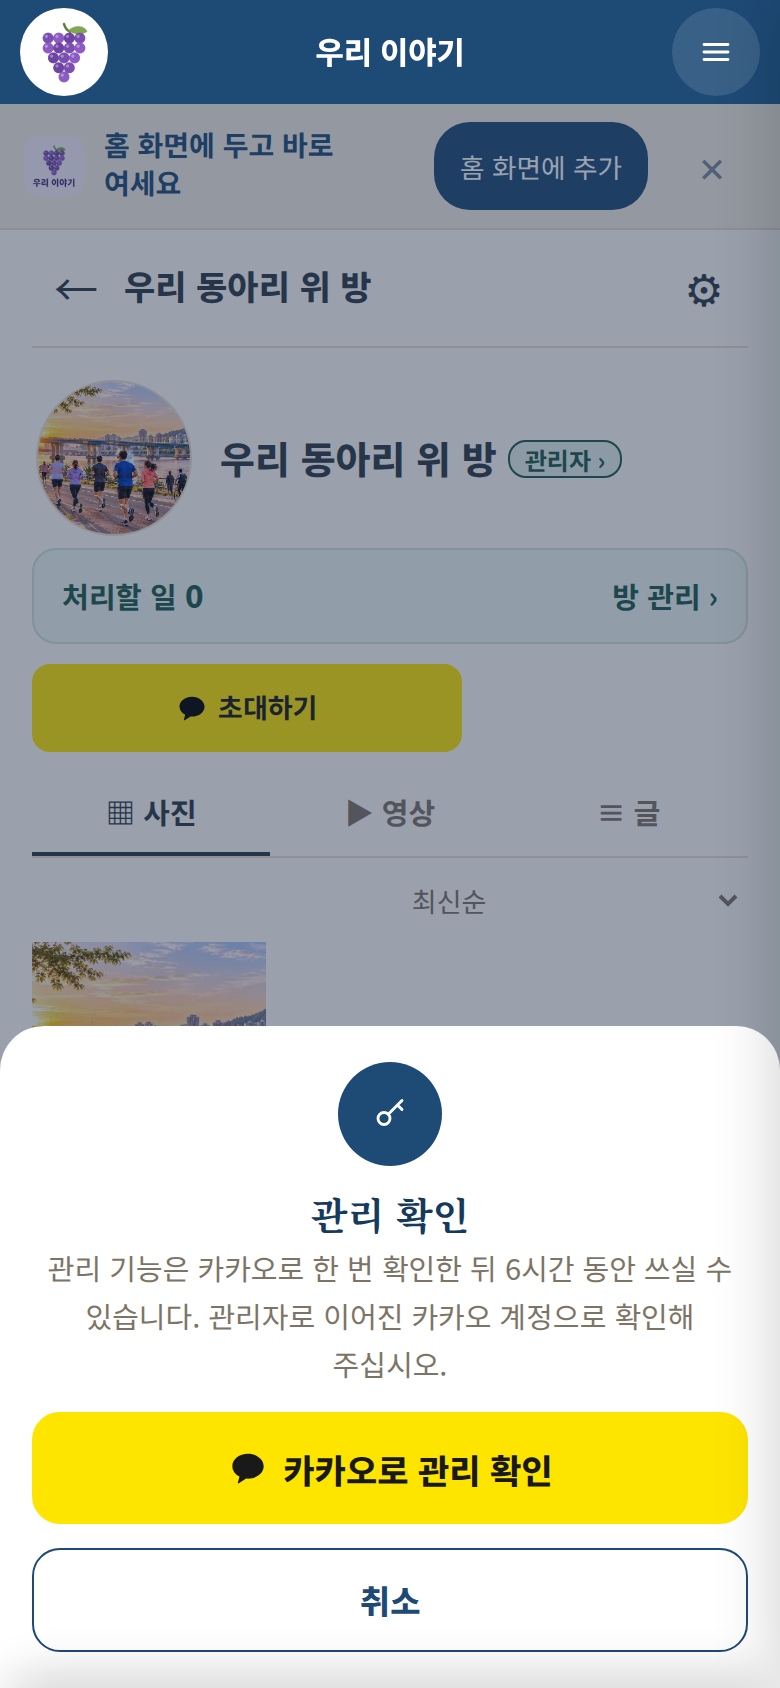 우리 이야기
우리 이야기
홈 화면에 두고 바로
여세요
홈 화면에 추가
✕
← 우리 동아리 위 방
우리 동아리 위 방
관리자 ›
처리할 일 0
방 관리 ›
초대하기
사진
영상
글
최신순
관리 확인
관리 기능은 카카오로 한 번 확인한 뒤 6시간 동안 쓰실 수
있습니다. 관리자로 이어진 카카오 계정으로 확인해
주십시오.
카카오로 관리 확인
취소